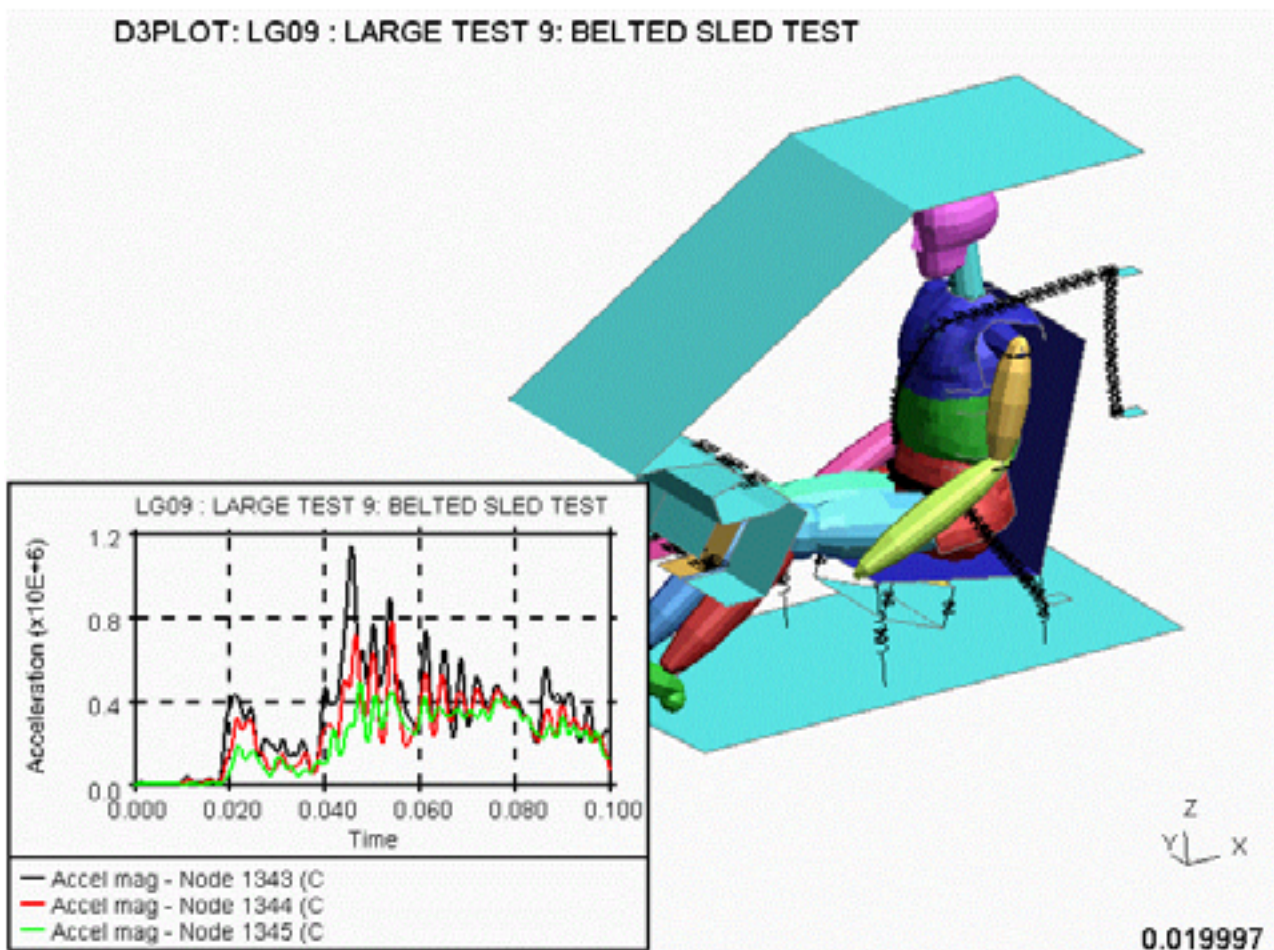 D3PLOT: LG09 : LARGE TEST 9: BELTED SLED TEST
LG09 : LARGE TEST 9: BELTED SLED TEST
Acceleration (x10E+6)
1.2
0.8
0.4
0.0
0.000 0.020 0.040 0.060 0.080 0.100
Time
Accel mag - Node 1343 (C
Accel mag - Node 1344 (C
Accel mag - Node 1345 (C
Z
Y X
0.019997